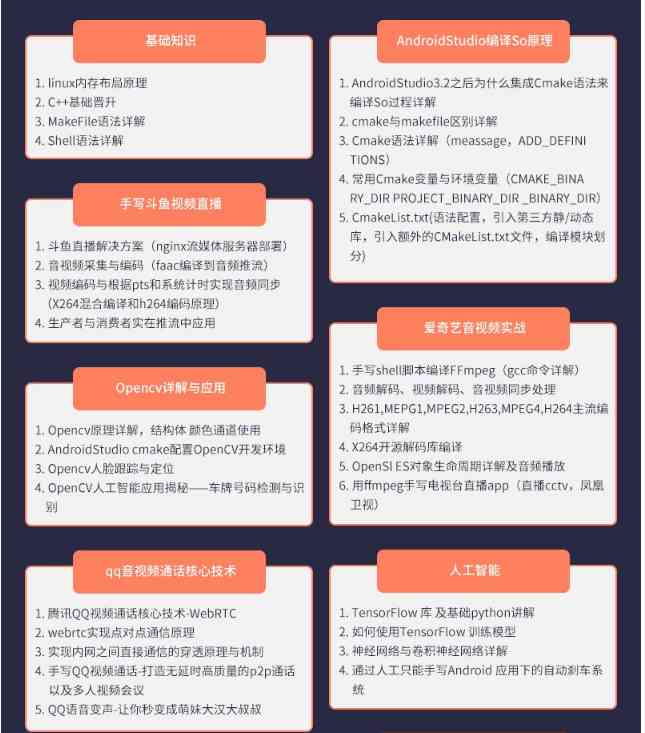 基础知识
1. linux内存布局原理
2. C++基础晋升
3. MakeFile语法详解
4. Shell语法详解
手写斗鱼视频直播
1. 斗鱼直播解决方案（nginx流媒体服务器部署）
2. 音视频采集与编码（faac编译到音频推流）
3. 视频编码与根据pts和系统计时实现音频同步
(X264混合编译和h264编码原理)
4. 生产者与消费者实在推流中应用
Opencv详解与应用
1. Opencv原理详解，结构体 颜色通道使用
2. AndroidStudio cmake配置OpenCV开发环境
3. Opencv人脸跟踪与定位
4. OpenCV人工智能应用揭秘——车牌号码检测与识
别
qq音视频通话核心技术
1. 腾讯QQ视频通话核心技术-WebRTC
2. webrtc实现点对点通信原理
3. 实现内网之间直接通信的穿透原理与机制
4. 手写QQ视频通话-打造无延时高质量的p2p通话
以及多人视频会议
5. QQ语音变声-让你秒变成萌妹大汉大叔叔
AndroidStudio编译So原理
1. AndroidStudio3.2之后为什么集成Cmake语法来
编译So过程详解
2. cmake与makefile区别详解
3. Cmake语法详解（meassage，ADD_DEFINI
TIONS）
4. 常用Cmake变量与环境变量（CMAKE_BINA
RY_DIR PROJECT_BINARY_DIR _BINARY_DIR）
5. CmakeList.txt(语法配置，引入第三方静/动态
库，引入额外的CMakeList.txt文件，编译模块划
分)
爱奇艺音视频实战
1. 手写shell脚本编译FFmpeg（gcc命令详解）
2. 音频解码、视频解码、音视频同步处理
3. H261,MEPG1,MPEG2,H263,MPEG4,H264主流编
码格式详解
4. X264开源解码库编译
5. OpenSl ES对象生命周期详解及音频播放
6. 用ffmpeg手写电视台直播app（直播cctv，凤凰
卫视）
人工智能
1. TensorFlow 库 及基础python讲解
2. 如何使用TensorFlow 训练模型
3. 神经网络与卷积神经网络详解
4. 通过人工只能手写Android 应用下的自动刹车系
统